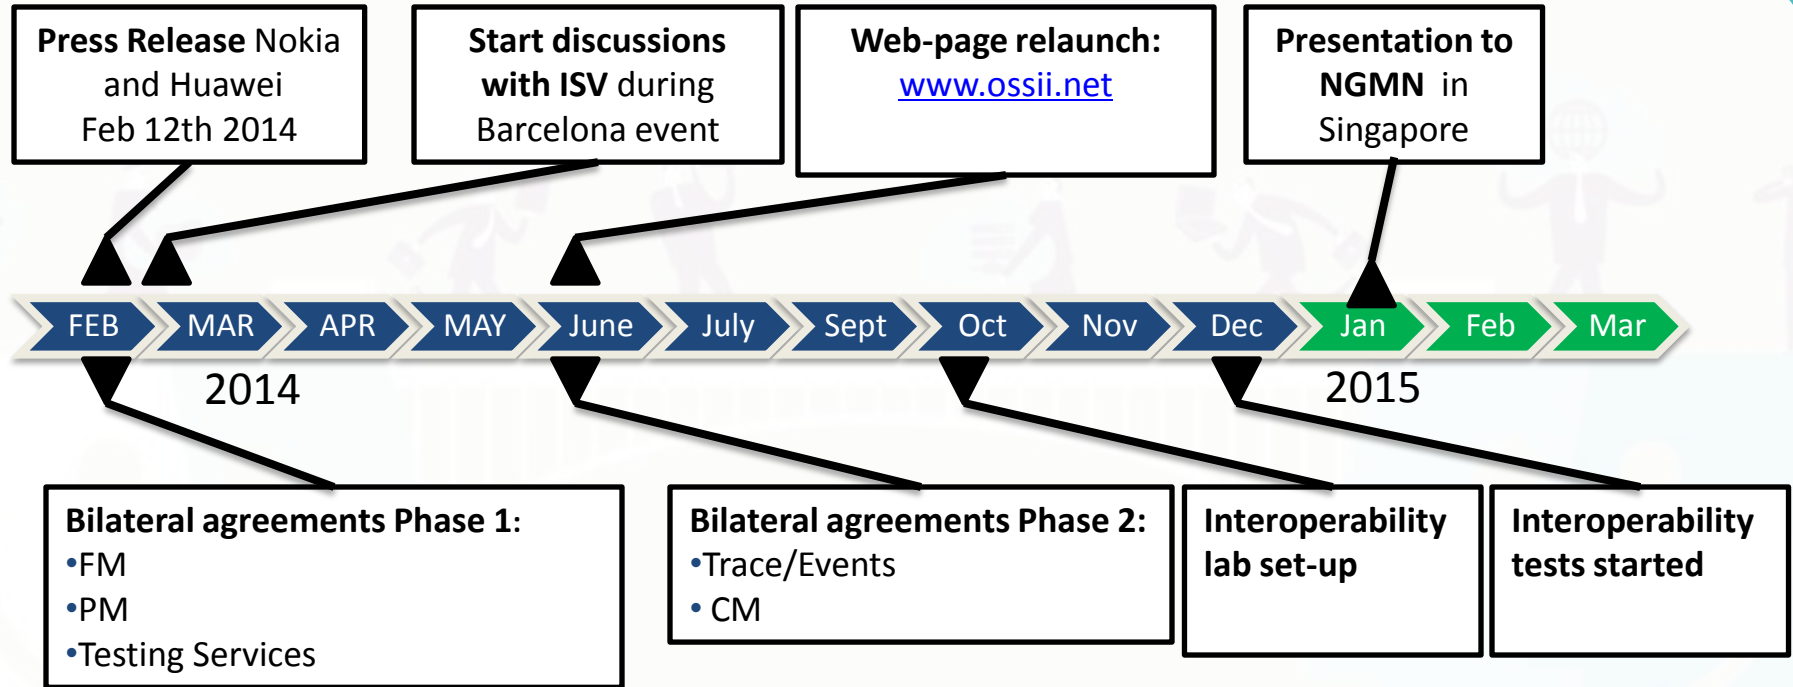 Press Release Nokia
and Huawei
Feb 12th 2014
Start discussions
with ISV during
Barcelona event
Web-page relaunch:
www.ossii.net
Presentation to
NGMN in
Singapore
FEB MAR APR MAY June July Sept Oct Nov Dec Jan Feb Mar
2014 2015
Bilateral agreements Phase 1:
•FM
•PM
•Testing Services
Bilateral agreements Phase 2:
•Trace/Events
• CM
Interoperability
lab set-up
Interoperability
tests started